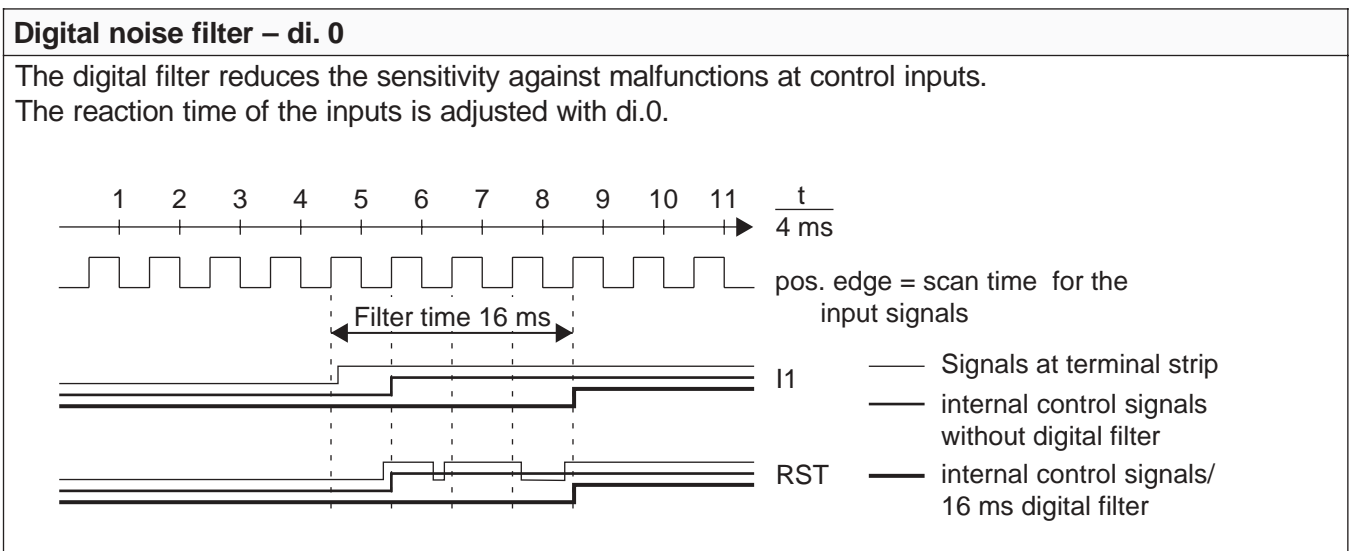 Digital noise filter – di. 0
The digital filter reduces the sensitivity against malfunctions at control inputs.
The reaction time of the inputs is adjusted with di.0.
1 2 3 4 5 6 7 8 9 10 11
t
4 ms
pos. edge = scan time for the
input signals
Filter time 16 ms
I1
Signals at terminal strip
internal control signals
without digital filter
RST
internal control signals/
16 ms digital filter